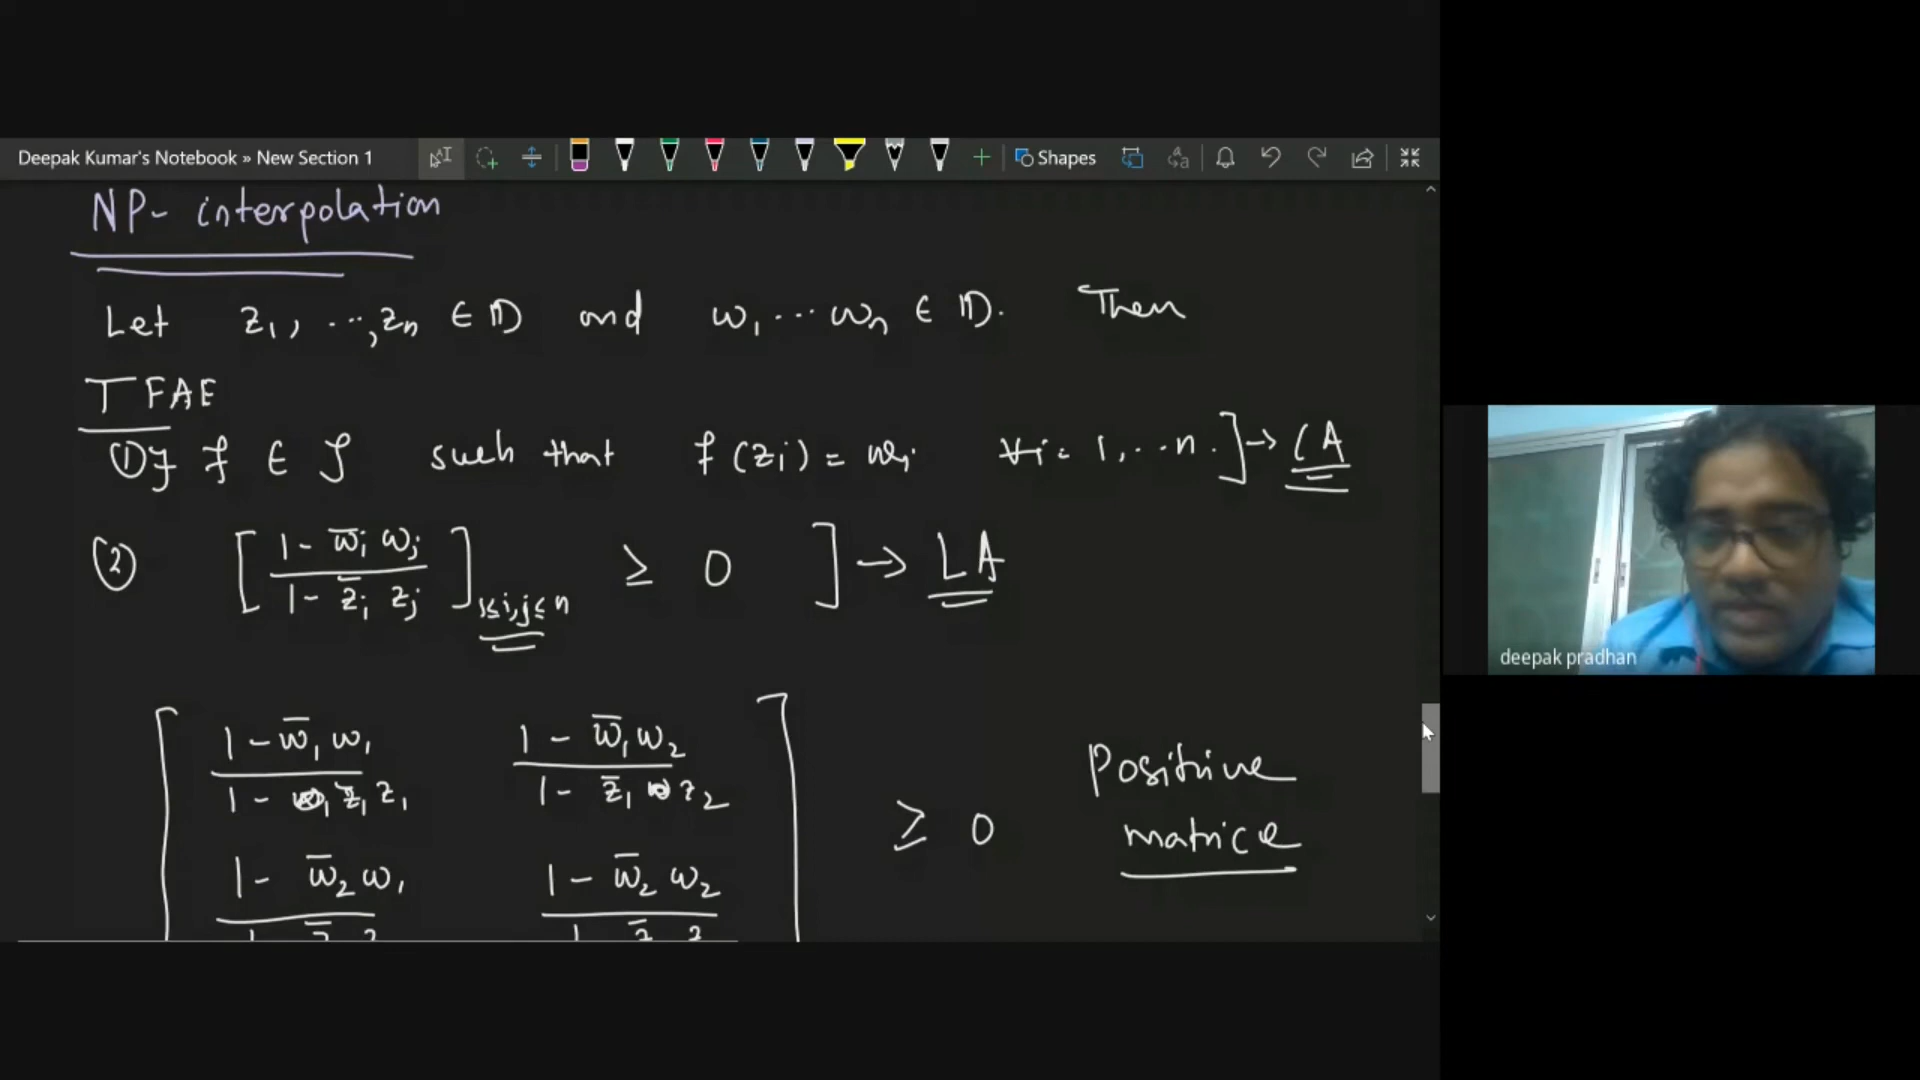 Deepak Kumar's Notebook » New Section 1
Shapes
NP- interpolation
Let z₁, ..., zₙ ∈ 𝔻 and w₁ ... wₙ ∈ 𝔻. Then
TFAE
① ∃ f ∈ 𝒮 such that f(zᵢ) = wᵢ ∀ i = 1, ... n. ] → CA
② [ (1 - w̅ᵢ wⱼ) / (1 - z̅ᵢ zⱼ) ] 1≤i,j≤n ≥ 0 ] → LA
1 - w̅₁ w₁ 1 - w̅₁ w₂
1 - z̅₁ z₁ 1 - z̅₁ z₂
≥ 0
Positive
matrice
1 - w̅₂ w₁ 1 - w̅₂ w₂
deepak pradhan